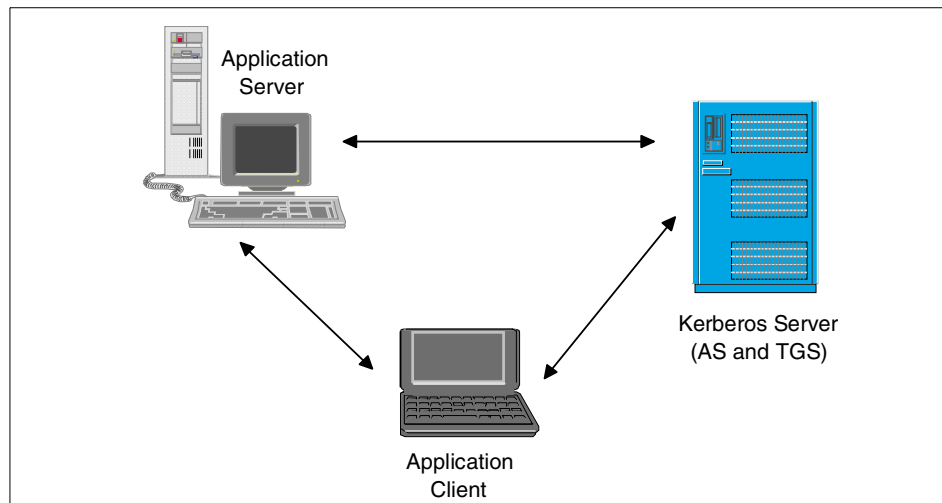 Application
Server
Kerberos Server
(AS and TGS)
Application
Client